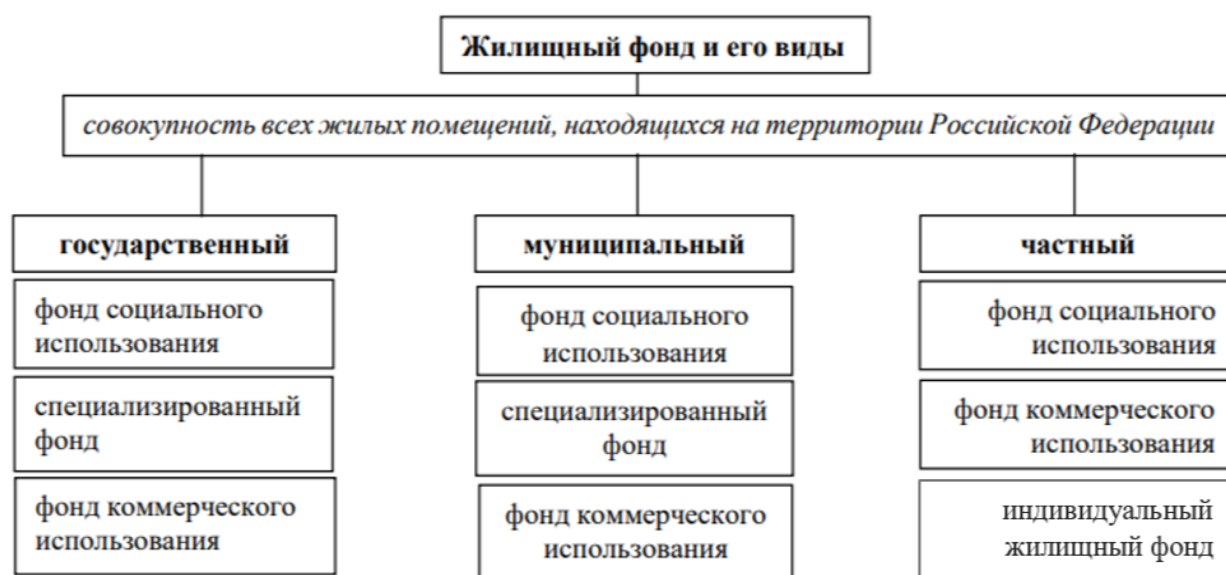 Жилищный фонд и его виды
совокупность всех жилых помещений, находящихся на территории Российской Федерации
государственный
фонд социального
использования
специализированный
фонд
фонд коммерческого
использования
муниципальный
фонд социального
использования
специализированный
фонд
фонд коммерческого
использования
частный
фонд социального
использования
фонд коммерческого
использования
индивидуальный
жилищный фонд